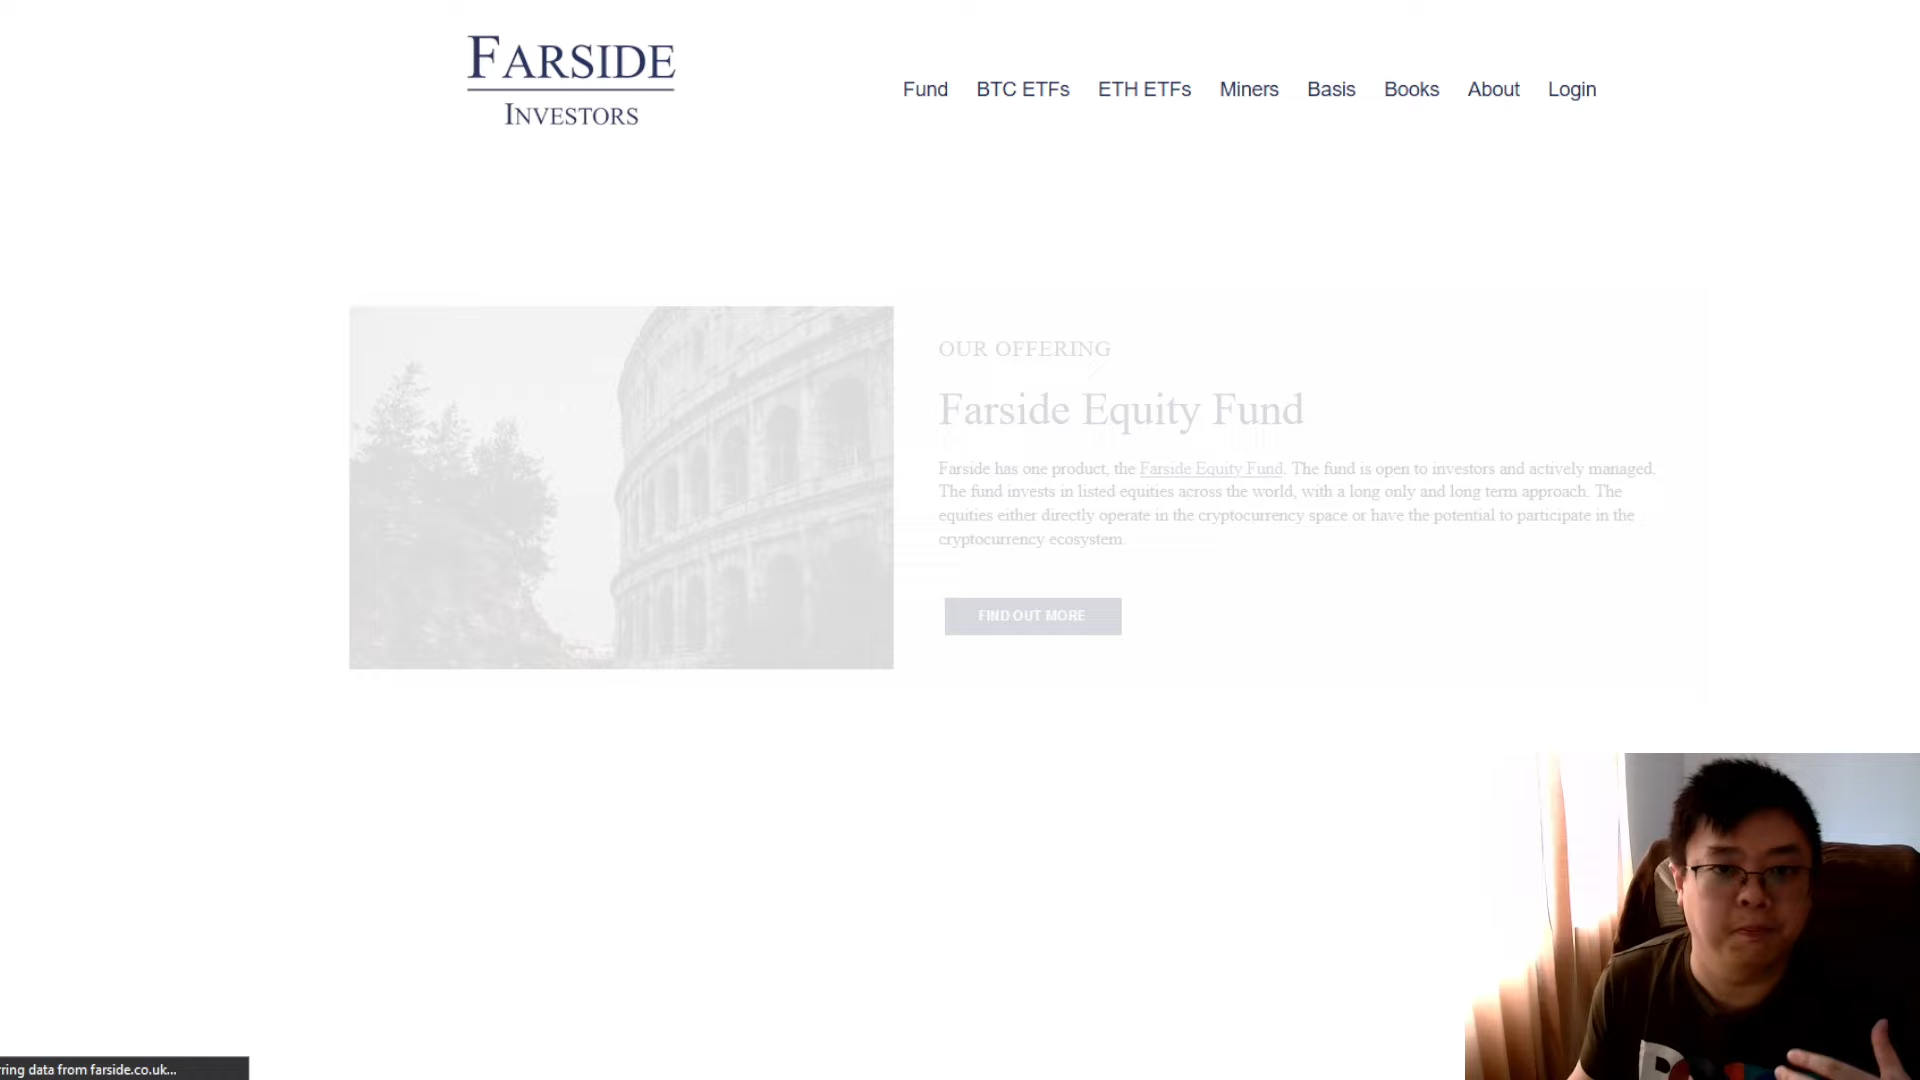 FARSIDE
INVESTORS
Fund BTC ETFs ETH ETFs Miners Basis Books About Login
OUR OFFERING
Farside Equity Fund
Farside has one product, the Farside Equity Fund. The fund is open to investors and actively managed.
The fund invests in listed equities across the world, with a long only and long term approach. The
equities either directly operate in the cryptocurrency space or have the potential to participate in the
cryptocurrency ecosystem.
FIND OUT MORE
rring data from farside.co.uk...